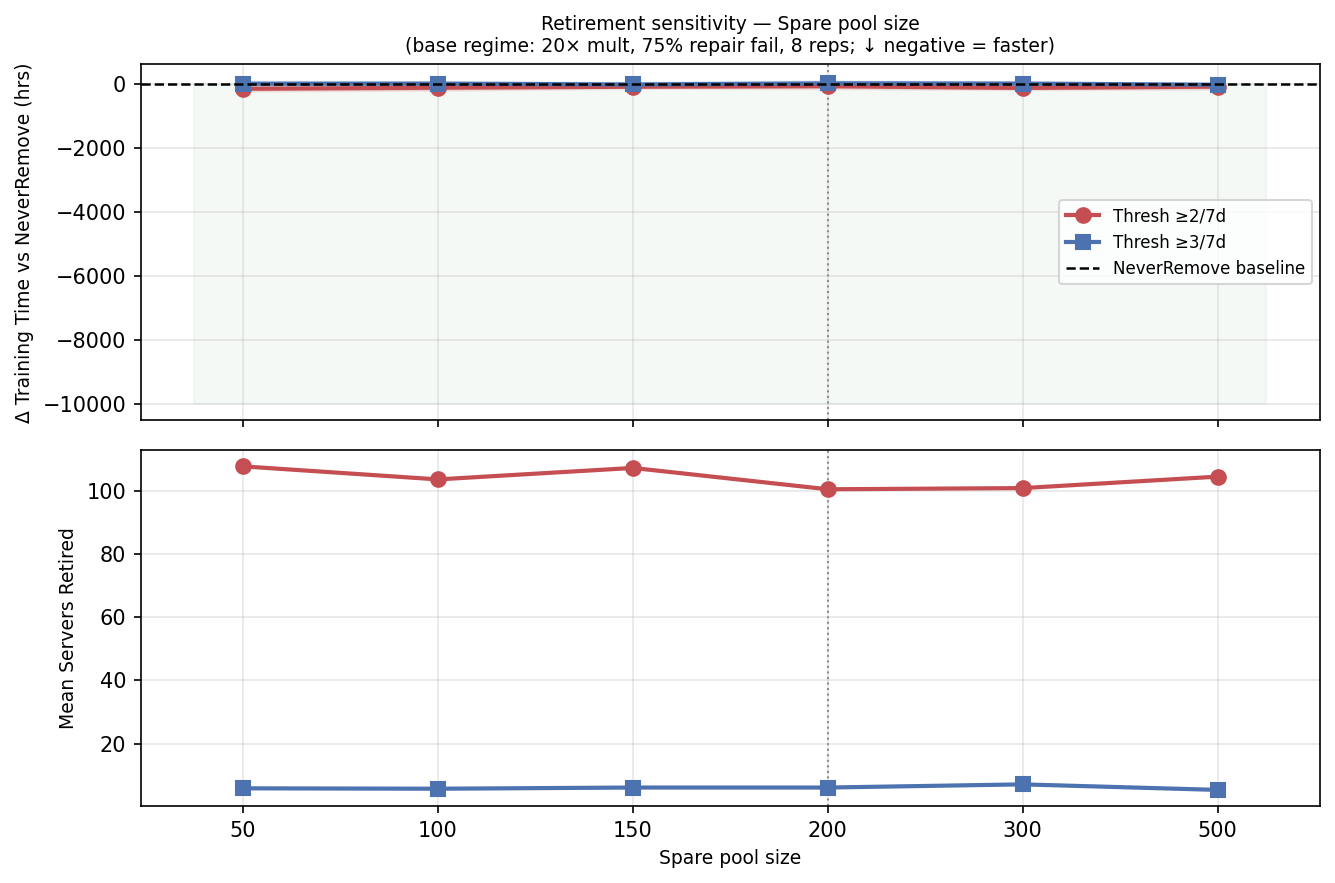 Retirement sensitivity — Spare pool size
(base regime: 20× mult, 75% repair fail, 8 reps; ↓ negative = faster)
Δ Training Time vs NeverRemove (hrs)
0
−2000
−4000
−6000
−8000
−10000
Thresh ≥2/7d
Thresh ≥3/7d
NeverRemove baseline
Mean Servers Retired
100
80
60
40
20
50 100 150 200 300 500
Spare pool size